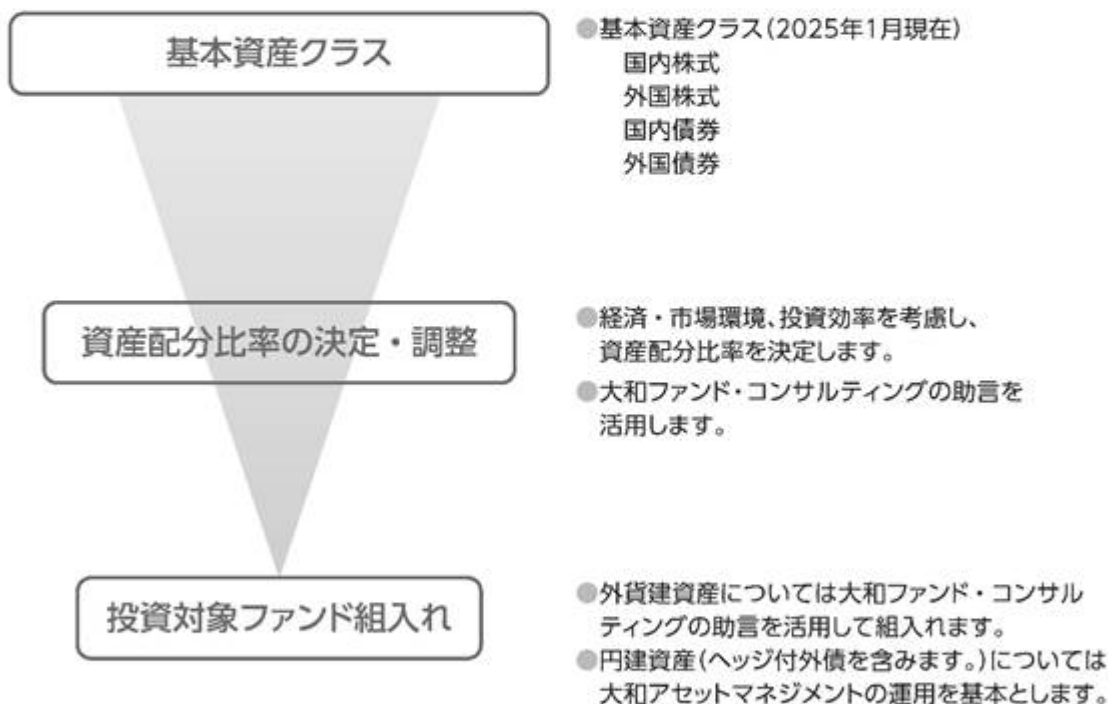 基本資産クラス
●基本資産クラス(2025年1月現在)
国内株式
外国株式
国内債券
外国債券
資産配分比率の決定・調整
●経済・市場環境、投資効率を考慮し、
資産配分比率を決定します。
●大和ファンド・コンサルティングの助言を
活用します。
投資対象ファンド組入れ
●外貨建資産については大和ファンド・コンサル
ティングの助言を活用して組入れます。
●円建資産(ヘッジ付外債を含みます。)については
大和アセットマネジメントの運用を基本とします。